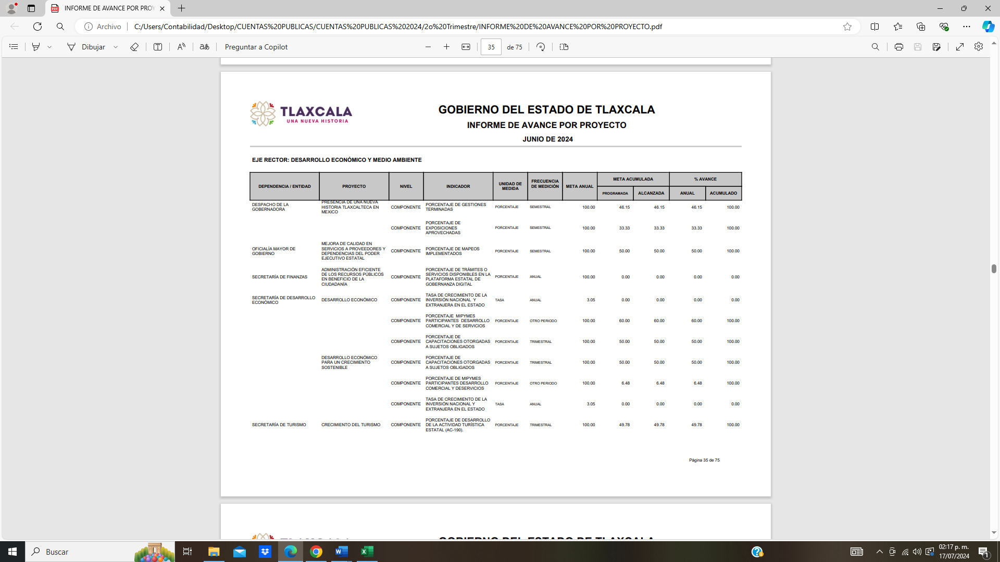 INFORME DE AVANCE POR PROY
Archivo
C:/Users/Contabilidad/Desktop/CUENTAS%20PUBLICAS/CUENTAS%20PUBLICAS%202024/2o%20Trimestre/INFORME%20DE%20AVANCE%20POR%20PROYECTO.pdf
Dibujar
aあ
Preguntar a Copilot
35 de 75
TLAXCALA
UNA NUEVA HISTORIA
GOBIERNO DEL ESTADO DE TLAXCALA
INFORME DE AVANCE POR PROYECTO
JUNIO DE 2024
EJE RECTOR: DESARROLLO ECONÓMICO Y MEDIO AMBIENTE
DEPENDENCIA / ENTIDAD
PROYECTO
NIVEL
INDICADOR
UNIDAD DE
MEDIDA
FRECUENCIA
DE MEDICIÓN
META ANUAL
META ACUMULADA
PROGRAMADA
ALCANZADA
% AVANCE
ANUAL
ACUMULADO
DESPACHO DE LA
GOBERNADORA
PRESENCIA DE UNA NUEVA
HISTORIA TLAXCALTECA EN
MEXICO
COMPONENTE
PORCENTAJE DE GESTIONES
TERMINADAS
PORCENTAJE
SEMESTRAL
100.00 46.15 46.15 46.15 100.00
COMPONENTE
PORCENTAJE DE
EXPOSICIONES
APROVECHADAS
PORCENTAJE
SEMESTRAL
100.00 33.33 33.33 33.33 100.00
OFICIALÍA MAYOR DE
GOBIERNO
MEJORA DE CALIDAD EN
SERVICIOS A PROVEEDORES Y
DEPENDENCIAS DEL PODER
EJECUTIVO ESTATAL
COMPONENTE
PORCENTAJE DE MAPEOS
IMPLEMENTADOS
PORCENTAJE
SEMESTRAL
100.00 50.00 50.00 50.00 100.00
SECRETARÍA DE FINANZAS
ADMINISTRACIÓN EFICIENTE
DE LOS RECURSOS PÚBLICOS
EN BENEFICIO DE LA
CIUDADANÍA
COMPONENTE
PORCENTAJE DE TRÁMITES O
SERVICIOS DISPONIBLES EN LA
PLATAFORMA ESTATAL DE
GOBERNANZA DIGITAL
PORCENTAJE
ANUAL
100.00 0.00 0.00 0.00 0.00
SECRETARÍA DE DESARROLLO
ECONÓMICO
DESARROLLO ECONÓMICO
COMPONENTE
TASA DE CRECIMIENTO DE LA
INVERSIÓN NACIONAL Y
EXTRANJERA EN EL ESTADO
TASA
ANUAL
3.05 0.00 0.00 0.00 0.00
COMPONENTE
PORCENTAJE MIPYMES
PARTICIPANTES DESARROLLO
COMERCIAL Y DE SERVICIOS
PORCENTAJE
OTRO PERIODO
100.00 60.00 60.00 60.00 100.00
COMPONENTE
PORCENTAJE DE
CAPACITACIONES OTORGADAS
A SUJETOS OBLIGADOS
PORCENTAJE
TRIMESTRAL
100.00 50.00 50.00 50.00 100.00
DESARROLLO ECONÓMICO
PARA UN CRECIMIENTO
SOSTENIBLE
COMPONENTE
PORCENTAJE DE
CAPACITACIONES OTORGADAS
A SUJETOS OBLIGADOS
PORCENTAJE
TRIMESTRAL
100.00 50.00 50.00 50.00 100.00
COMPONENTE
PORCENTAJE DE MIPYMES
PARTICIPANTES DESARROLLO
COMERCIAL Y DESERVICIOS
PORCENTAJE
OTRO PERIODO
100.00 6.48 6.48 6.48 100.00
COMPONENTE
TASA DE CRECIMIENTO DE LA
INVERSIÓN NACIONAL Y
EXTRANJERA EN EL ESTADO
TASA
ANUAL
3.05 0.00 0.00 0.00 0.00
SECRETARÍA DE TURISMO
CRECIMIENTO DEL TURISMO
COMPONENTE
PORCENTAJE DE DESARROLLO
DE LA ACTIVIDAD TURÍSTICA
ESTATAL (AC-190).
PORCENTAJE
TRIMESTRAL
100.00 49.78 49.78 49.78 100.00
Página 35 de 75
GOBIERNO DEL ESTADO DE TLAXCALA
Buscar
02:17 p. m.
17/07/2024
1